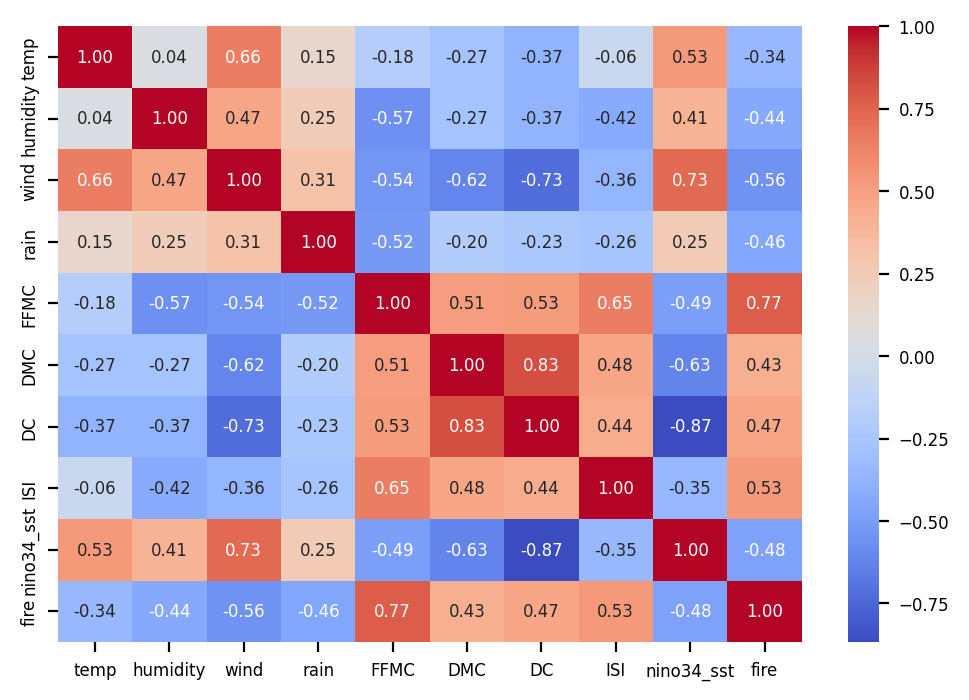 temp 1.00 0.04 0.66 0.15 -0.18 -0.27 -0.37 -0.06 0.53 -0.34
humidity 0.04 1.00 0.47 0.25 -0.57 -0.27 -0.37 -0.42 0.41 -0.44
wind 0.66 0.47 1.00 0.31 -0.54 -0.62 -0.73 -0.36 0.73 -0.56
rain 0.15 0.25 0.31 1.00 -0.52 -0.20 -0.23 -0.26 0.25 -0.46
FFMC -0.18 -0.57 -0.54 -0.52 1.00 0.51 0.53 0.65 -0.49 0.77
DMC -0.27 -0.27 -0.62 -0.20 0.51 1.00 0.83 0.48 -0.63 0.43
DC -0.37 -0.37 -0.73 -0.23 0.53 0.83 1.00 0.44 -0.87 0.47
ISI -0.06 -0.42 -0.36 -0.26 0.65 0.48 0.44 1.00 -0.35 0.53
nino34_sst 0.53 0.41 0.73 0.25 -0.49 -0.63 -0.87 -0.35 1.00 -0.48
fire -0.34 -0.44 -0.56 -0.46 0.77 0.43 0.47 0.53 -0.48 1.00
temp humidity wind rain FFMC DMC DC ISI nino34_sst fire
1.00
0.75
0.50
0.25
0.00
−0.25
−0.50
−0.75